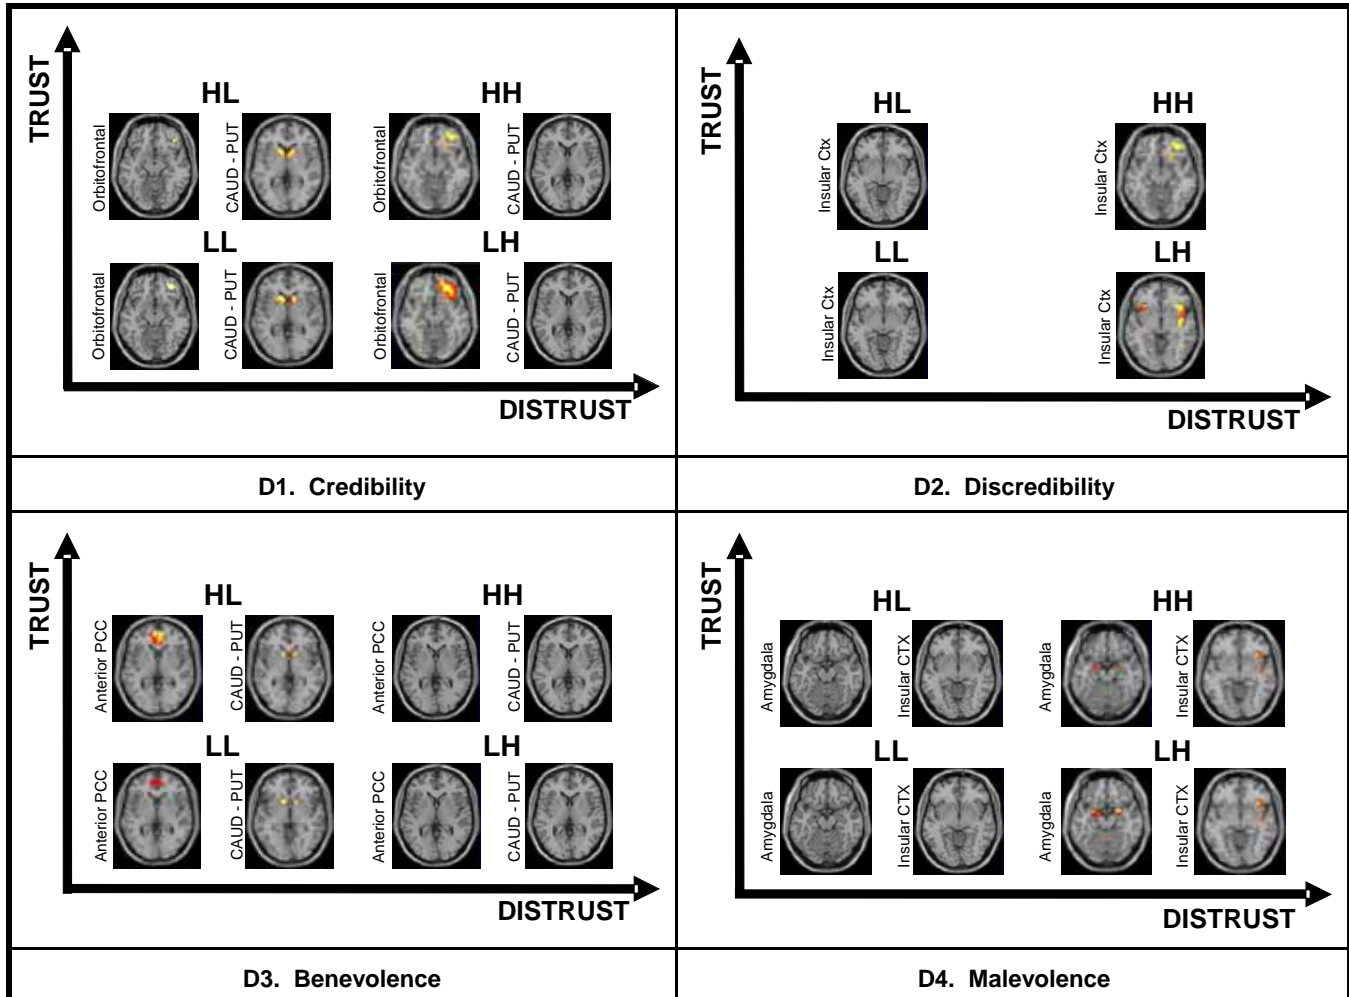 TRUST
HL
HH
Orbitofrontal
CAUD - PUT
Orbitofrontal
CAUD - PUT
LL
LH
Orbitofrontal
CAUD - PUT
Orbitofrontal
CAUD - PUT
DISTRUST
D1. Credibility
TRUST
HL
HH
Insular Ctx
Insular Ctx
LL
LH
Insular Ctx
Insular Ctx
DISTRUST
D2. Discredibility
TRUST
HL
HH
Anterior PCC
CAUD - PUT
Anterior PCC
CAUD - PUT
LL
LH
Anterior PCC
CAUD - PUT
Anterior PCC
CAUD - PUT
DISTRUST
D3. Benevolence
TRUST
HL
HH
Amygdala
Insular CTX
Amygdala
Insular CTX
LL
LH
Amygdala
Insular CTX
Amygdala
Insular CTX
DISTRUST
D4. Malevolence